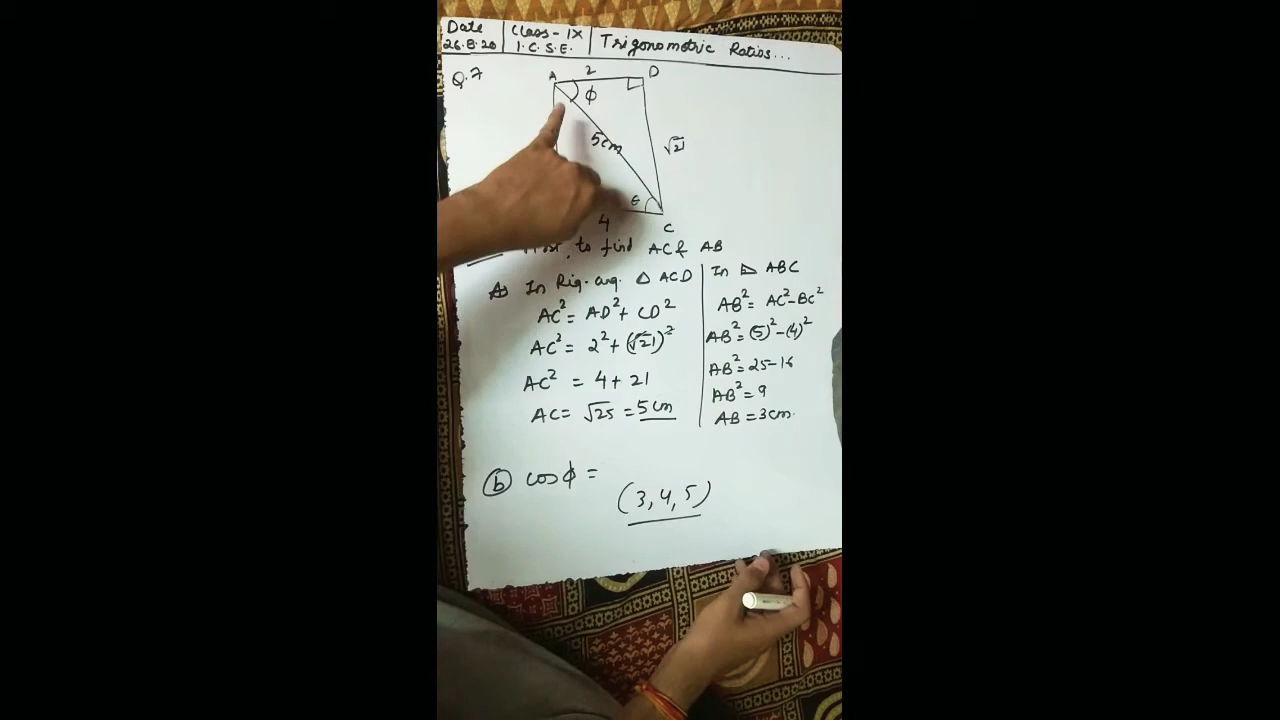 Date
26.8.20
Class - IX
I.C.S.E.
Trigonometric Ratios...
Q.7
A
2
D
ϕ
5cm
√21
θ
4
C
to find AC & AB
In Rig. ang. △ ACD
AC² = AD² + CD²
AC² = 2² + (√21)²
AC² = 4 + 21
AC = √25 = 5 cm
In ◺ ABC
AB² = AC² - BC²
AB² = (5)² - (4)²
AB² = 25 - 16
AB² = 9
AB = 3 cm.
(b) cos ϕ =
(3, 4, 5)